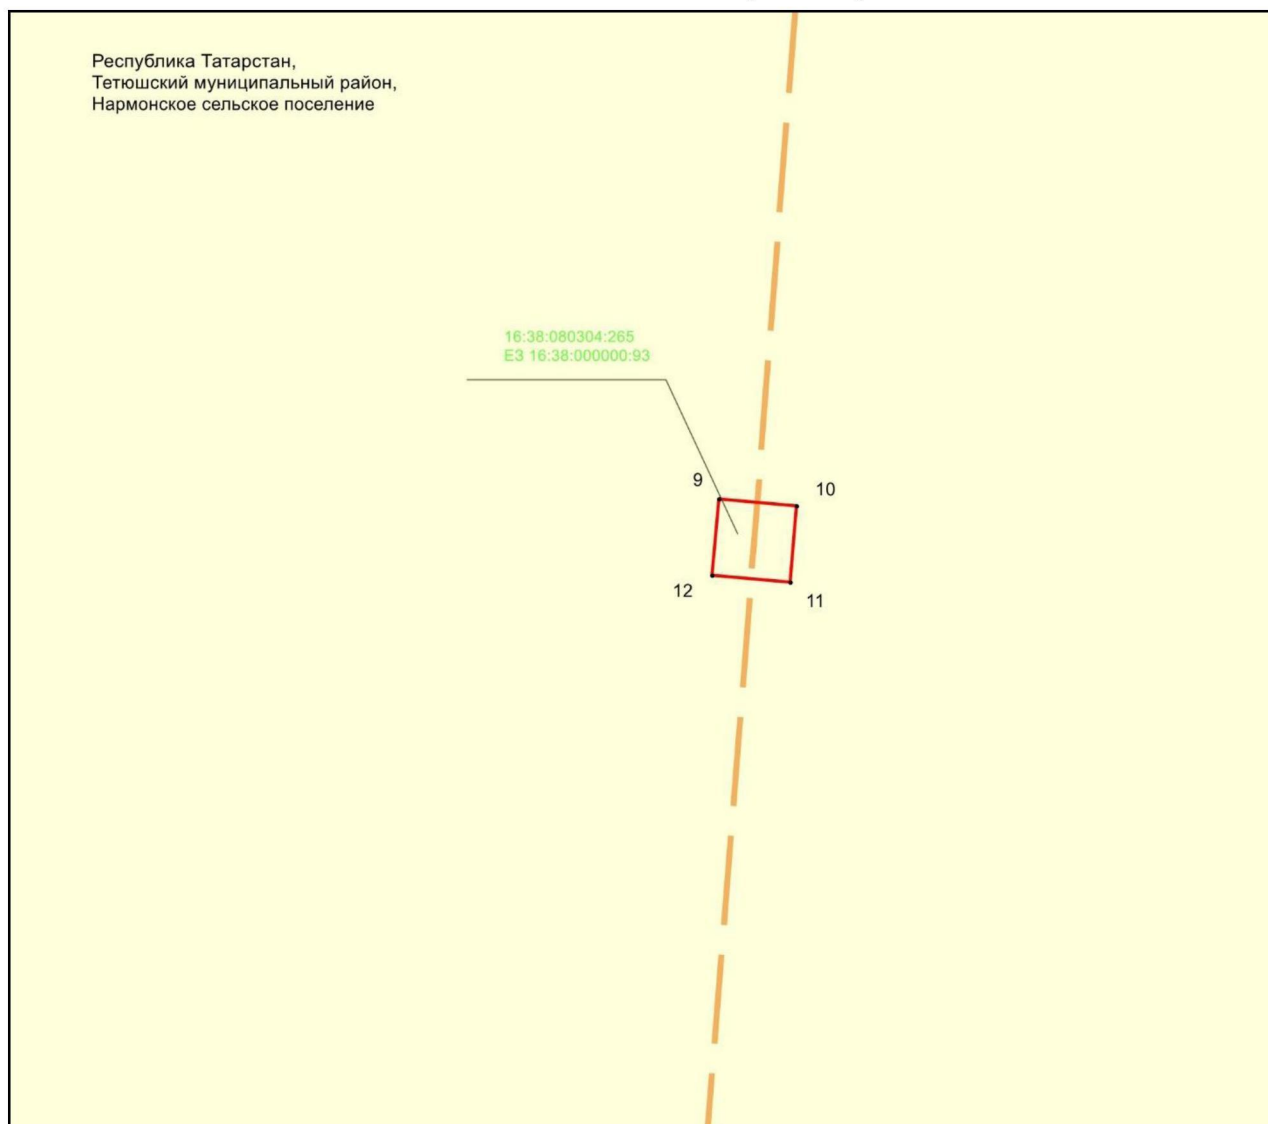 Республика Татарстан,
Тетюшский муниципальный район,
Нармонское сельское поселение
16:38:080304:265
ЕЗ 16:38:000000:93
9
10
12
11